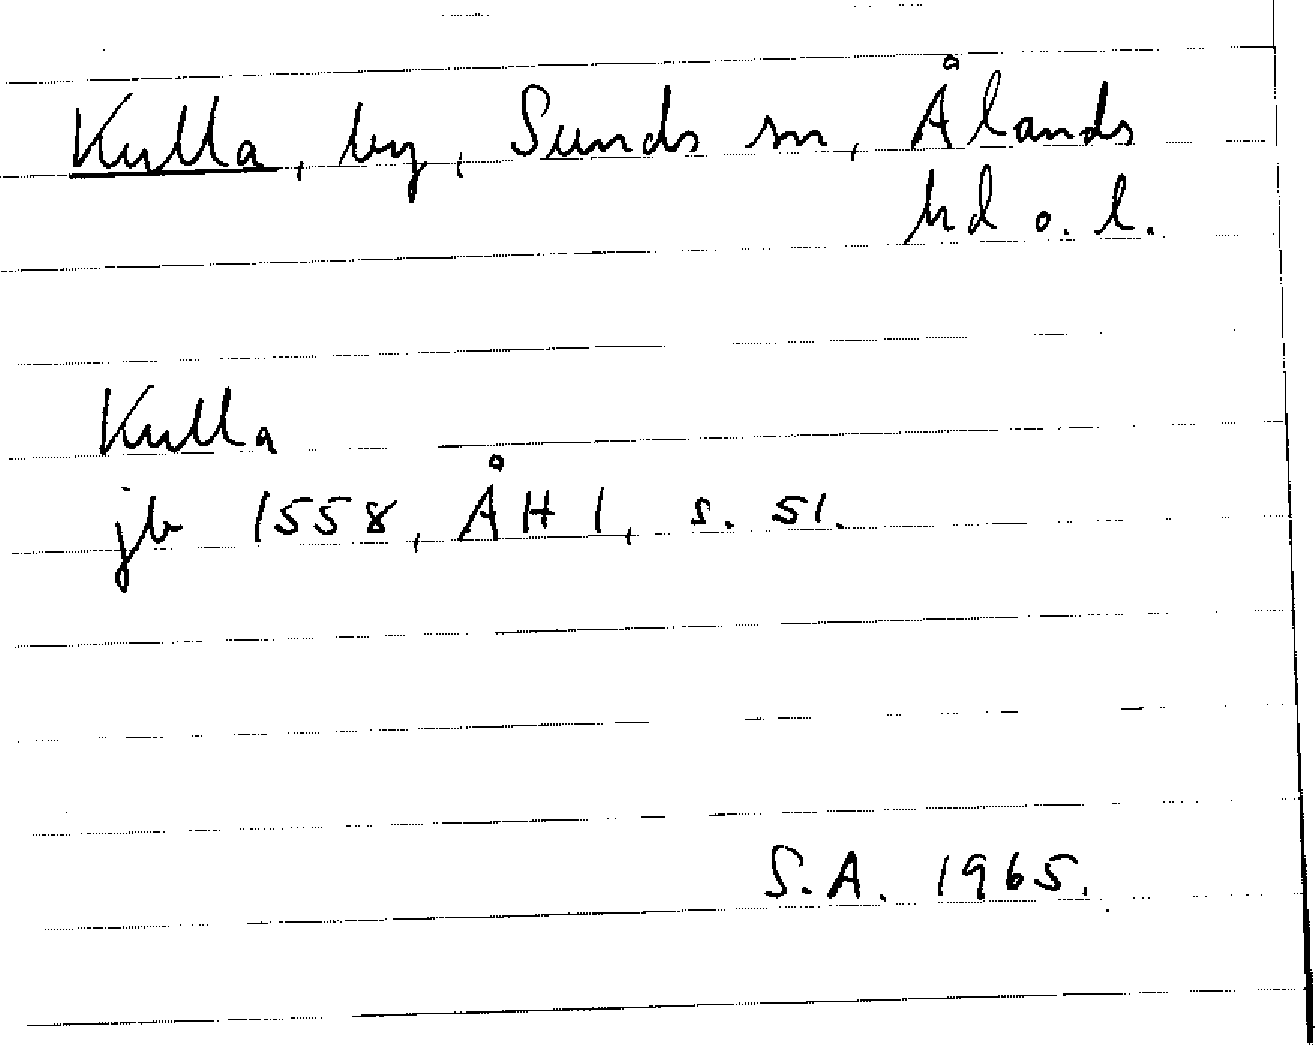 Kulla, by, Sunds sn, Ålands
hd o. l.
Kulla
jb 1558, ÅH 1, s. 51.
S.A. 1965.